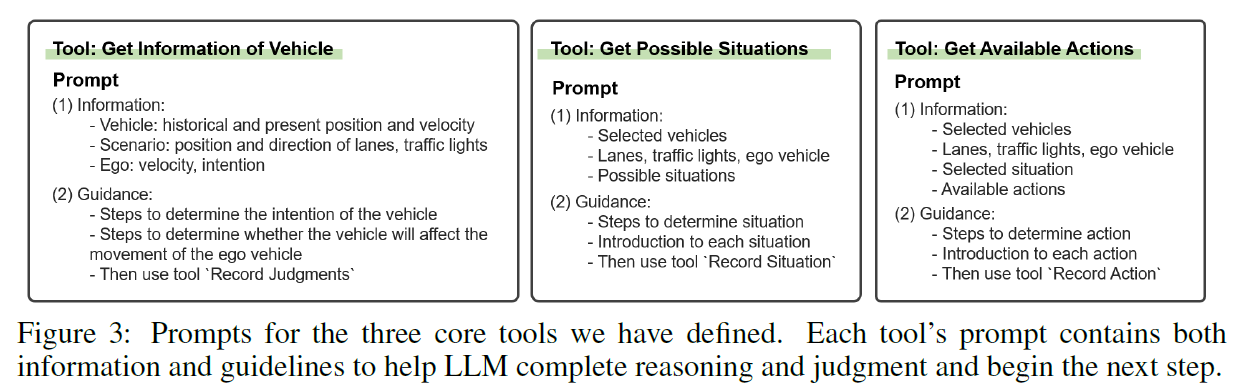 Tool: Get Information of Vehicle
Prompt
(1) Information:
- Vehicle: historical and present position and velocity
- Scenario: position and direction of lanes, traffic lights
- Ego: velocity, intention
(2) Guidance:
- Steps to determine the intention of the vehicle
- Steps to determine whether the vehicle will affect the
movement of the ego vehicle
- Then use tool `Record Judgments`
Tool: Get Possible Situations
Prompt
(1) Information:
- Selected vehicles
- Lanes, traffic lights, ego vehicle
- Possible situations
(2) Guidance:
- Steps to determine situation
- Introduction to each situation
- Then use tool `Record Situation`
Tool: Get Available Actions
Prompt
(1) Information:
- Selected vehicles
- Lanes, traffic lights, ego vehicle
- Selected situation
- Available actions
(2) Guidance:
- Steps to determine action
- Introduction to each action
- Then use tool `Record Action`
Figure 3: Prompts for the three core tools we have defined. Each tool's prompt contains both
information and guidelines to help LLM complete reasoning and judgment and begin the next step.